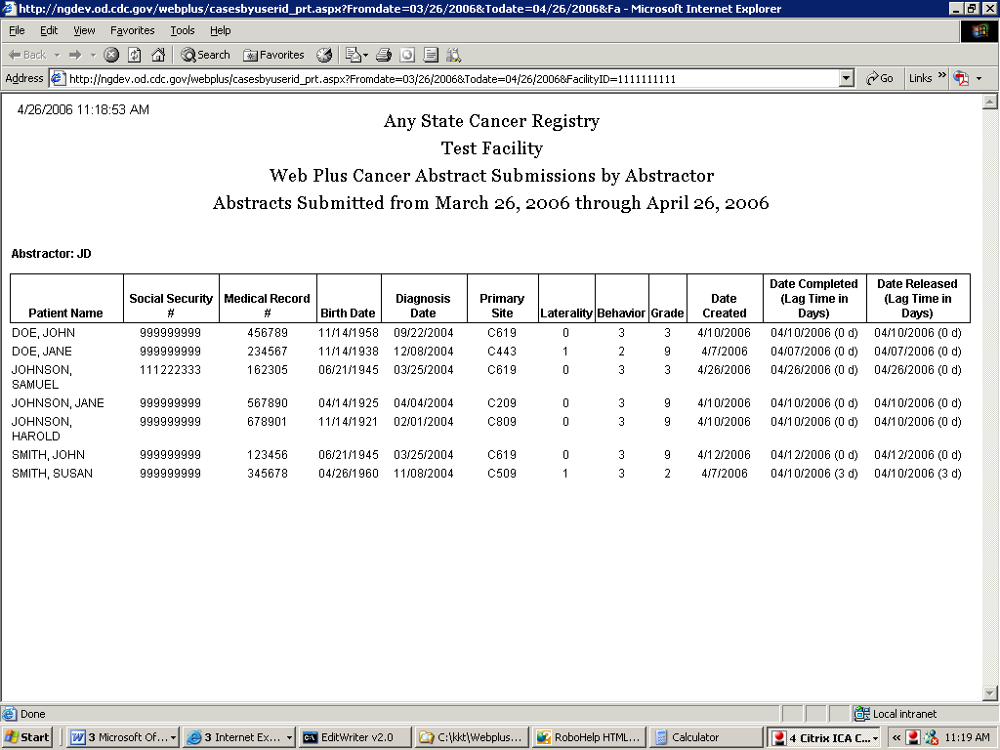 http://ngdev.od.cdc.gov/webplus/casesbyuserid_prt.aspx?Fromdate=03/26/2006&Todate=04/26/2006&Fa - Microsoft Internet Explorer
File Edit View Favorites Tools Help
Back Search Favorites
Address http://ngdev.od.cdc.gov/webplus/casesbyuserid_prt.aspx?Fromdate=03/26/2006&Todate=04/26/2006&FacilityID=1111111111 Go Links »
4/26/2006 11:18:53 AM
Any State Cancer Registry
Test Facility
Web Plus Cancer Abstract Submissions by Abstractor
Abstracts Submitted from March 26, 2006 through April 26, 2006
Abstractor: JD
Date Completed Date Released
Social Security Medical Record Diagnosis Primary Date (Lag Time in (Lag Time in
Patient Name # # Birth Date Date Site Laterality Behavior Grade Created Days) Days)
DOE, JOHN 999999999 456789 11/14/1958 09/22/2004 C619 0 3 3 4/10/2006 04/10/2006 (0 d) 04/10/2006 (0 d)
DOE, JANE 999999999 234567 11/14/1938 12/08/2004 C443 1 2 9 4/7/2006 04/07/2006 (0 d) 04/07/2006 (0 d)
JOHNSON, 111222333 162305 06/21/1945 03/25/2004 C619 0 3 3 4/26/2006 04/26/2006 (0 d) 04/26/2006 (0 d)
SAMUEL
JOHNSON, JANE 999999999 567890 04/14/1925 04/04/2004 C209 0 3 9 4/10/2006 04/10/2006 (0 d) 04/10/2006 (0 d)
JOHNSON, 999999999 678901 11/14/1921 02/01/2004 C809 0 3 9 4/10/2006 04/10/2006 (0 d) 04/10/2006 (0 d)
HAROLD
SMITH, JOHN 999999999 123456 06/21/1945 03/25/2004 C619 0 3 9 4/12/2006 04/12/2006 (0 d) 04/12/2006 (0 d)
SMITH, SUSAN 999999999 345678 04/26/1960 11/08/2004 C509 1 3 2 4/7/2006 04/10/2006 (3 d) 04/10/2006 (3 d)
Done Local intranet
Start 3 Microsoft Of... 3 Internet Ex... EditWriter v2.0 C:\kkt\Webplus... RoboHelp HTML... Calculator 4 Citrix ICA C... « 11:19 AM